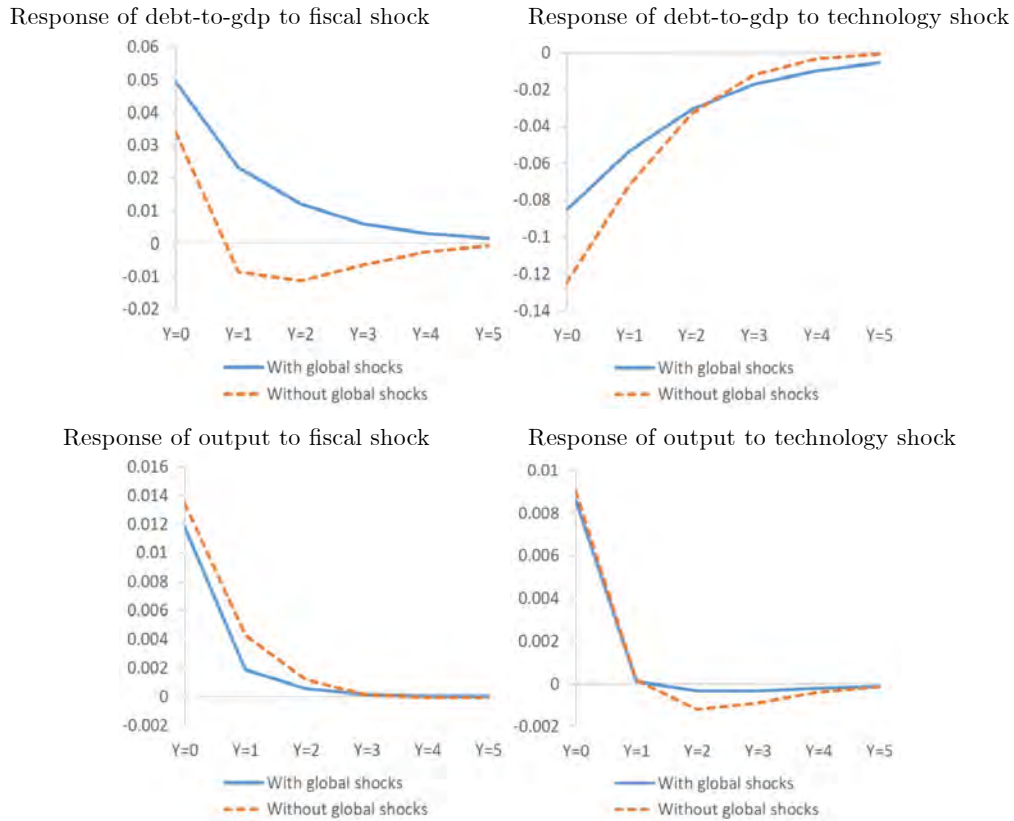 Response of debt-to-gdp to fiscal shock
0.06
0.05
0.04
0.03
0.02
0.01
0
-0.01
-0.02
Y=0 Y=1 Y=2 Y=3 Y=4 Y=5
With global shocks
Without global shocks
Response of debt-to-gdp to technology shock
0
-0.02
-0.04
-0.06
-0.08
-0.1
-0.12
-0.14
Y=0 Y=1 Y=2 Y=3 Y=4 Y=5
With global shocks
Without global shocks
Response of output to fiscal shock
0.016
0.014
0.012
0.01
0.008
0.006
0.004
0.002
0
-0.002
Y=0 Y=1 Y=2 Y=3 Y=4 Y=5
With global shocks
Without global shocks
Response of output to technology shock
0.01
0.008
0.006
0.004
0.002
0
-0.002
Y=0 Y=1 Y=2 Y=3 Y=4 Y=5
With global shocks
Without global shocks